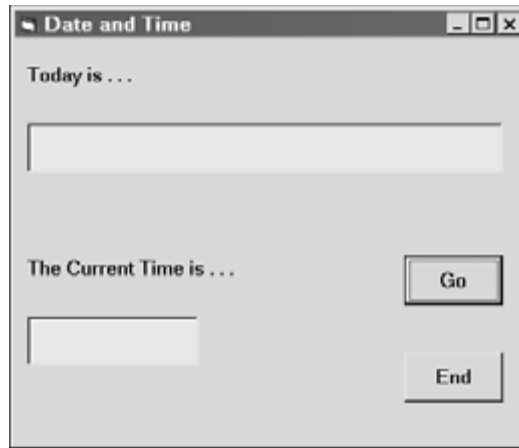 Date and Time
Today is . . .
The Current Time is . . .
Go
End